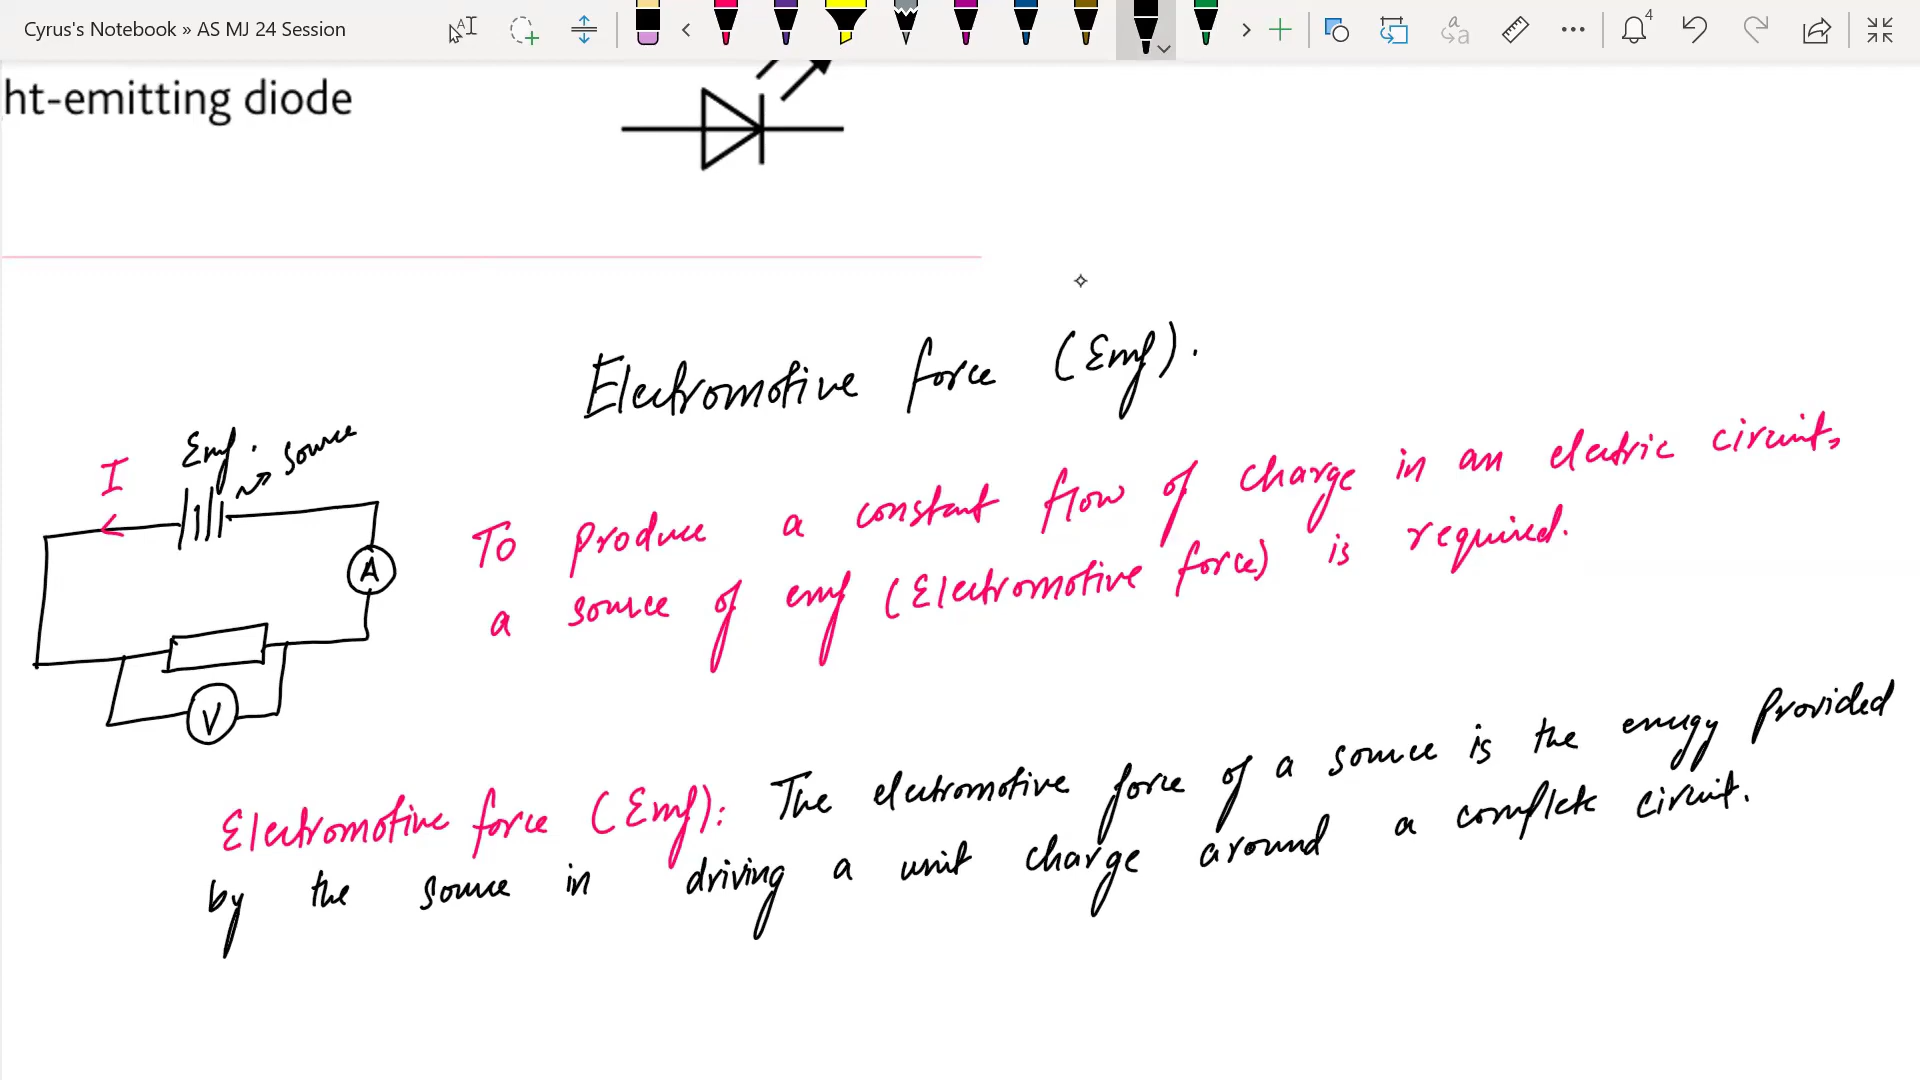 Cyrus's Notebook » AS MJ 24 Session
4
ht-emitting diode
Electromotive force (Emf).
Emf.
source
I
A
V
To produce a constant flow of charge in an electric circuit,
a source of emf (Electromotive force) is required.
Electromotive force (Emf): The electromotive force of a source is the energy provided
by the source in driving a unit charge around a complete circuit.